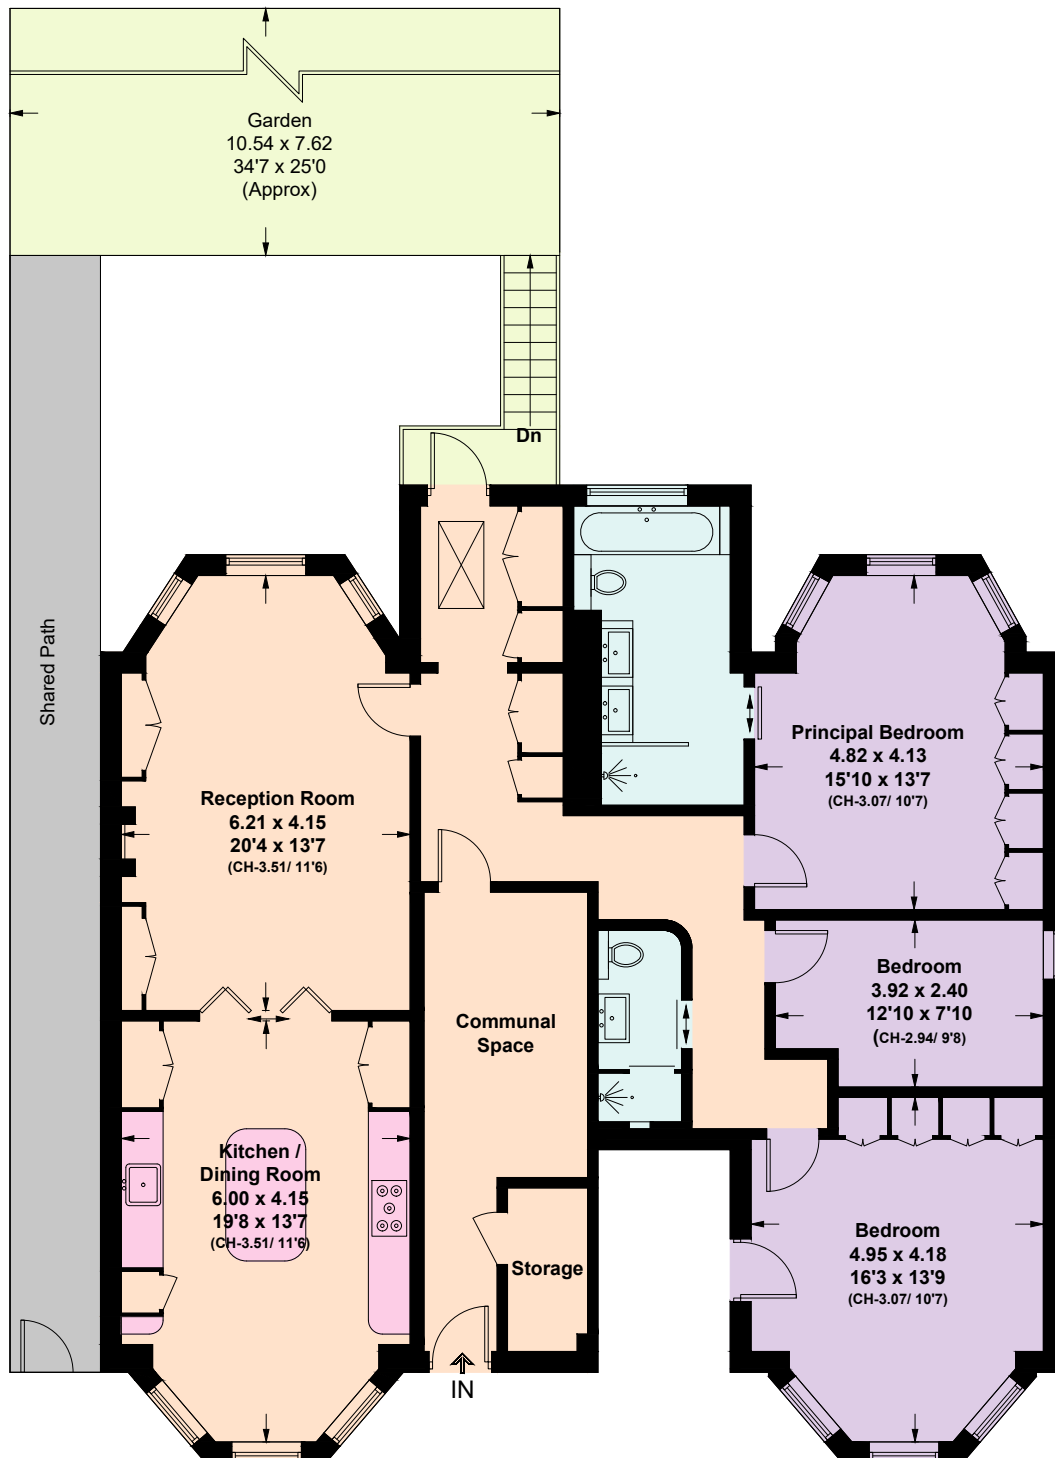 Garden
10.54 x 7.62
34'7 x 25'0
(Approx)
Dn
Shared Path
Principal Bedroom
4.82 x 4.13
15'10 x 13'7
(CH-3.07/ 10'7)
Reception Room
6.21 x 4.15
20'4 x 13'7
(CH-3.51/ 11'6)
Bedroom
3.92 x 2.40
12'10 x 7'10
(CH-2.94/ 9'8)
Communal
Space
Kitchen /
Dining Room
6.00 x 4.15
19'8 x 13'7
(CH-3.51/ 11'6)
Bedroom
4.95 x 4.18
16'3 x 13'9
(CH-3.07/ 10'7)
Storage
IN